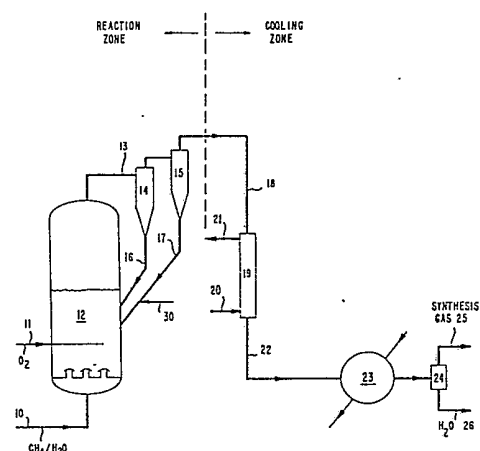 REACTION ZONE
COOLING ZONE
13
14
15
18
16
17
21
19
20
30
12
11
O2
22
23
24
SYNTHESIS GAS 25
H2O 26
10
CH4/H2O